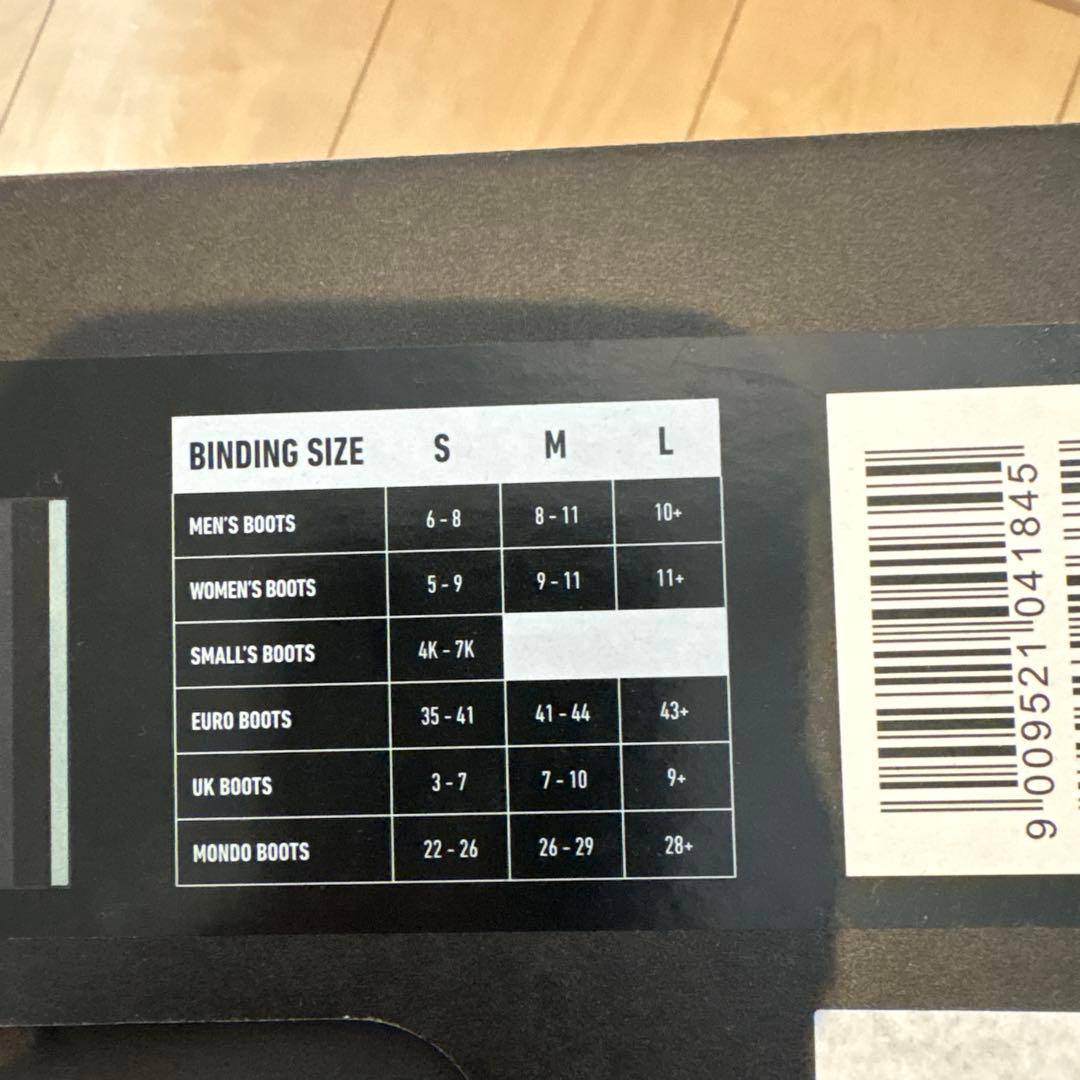 BINDING SIZE S M L
MEN'S BOOTS 6 - 8 8 - 11 10+
WOMEN'S BOOTS 5 - 9 9 - 11 11+
SMALL'S BOOTS 4K - 7K
EURO BOOTS 35 - 41 41 - 44 43+
UK BOOTS 3 - 7 7 - 10 9+
MONDO BOOTS 22 - 26 26 - 29 28+
9 009521 041845